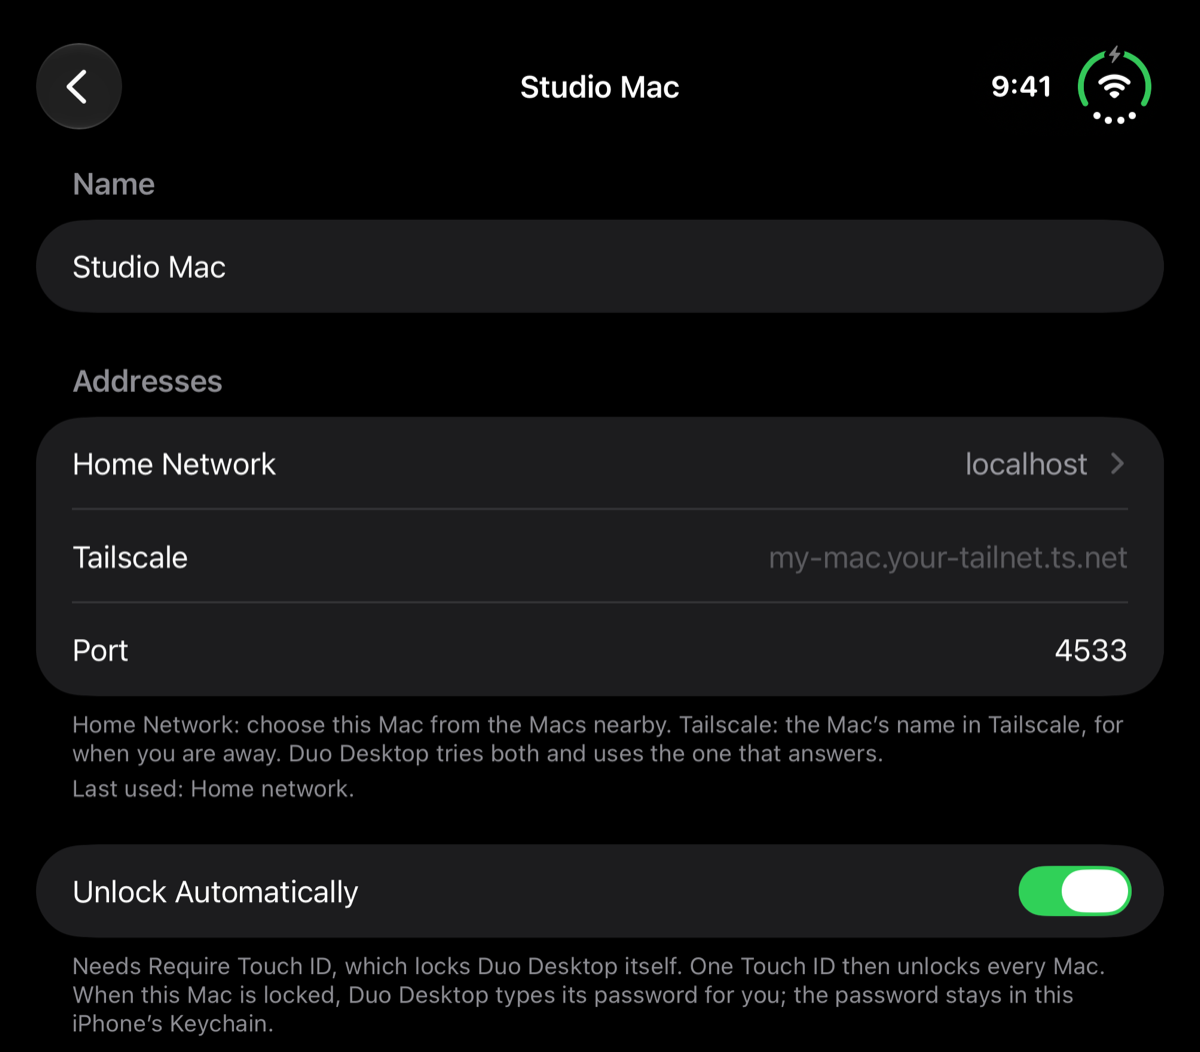 Studio Mac
9:41
Name
Studio Mac
Addresses
Home Network
localhost
Tailscale
my-mac.your-tailnet.ts.net
Port
4533
Home Network: choose this Mac from the Macs nearby. Tailscale: the Mac’s name in Tailscale, for
when you are away. Duo Desktop tries both and uses the one that answers.
Last used: Home network.
Unlock Automatically
Needs Require Touch ID, which locks Duo Desktop itself. One Touch ID then unlocks every Mac.
When this Mac is locked, Duo Desktop types its password for you; the password stays in this
iPhone’s Keychain.